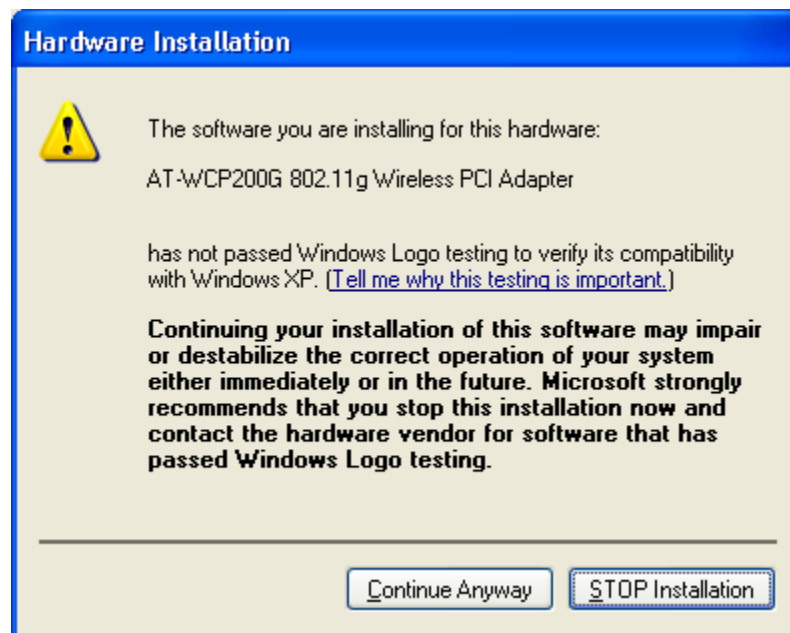 Hardware Installation
The software you are installing for this hardware:
AT-WCP200G 802.11g Wireless PCI Adapter
has not passed Windows Logo testing to verify its compatibility
with Windows XP. (Tell me why this testing is important.)
Continuing your installation of this software may impair
or destabilize the correct operation of your system
either immediately or in the future. Microsoft strongly
recommends that you stop this installation now and
contact the hardware vendor for software that has
passed Windows Logo testing.
Continue Anyway
STOP Installation